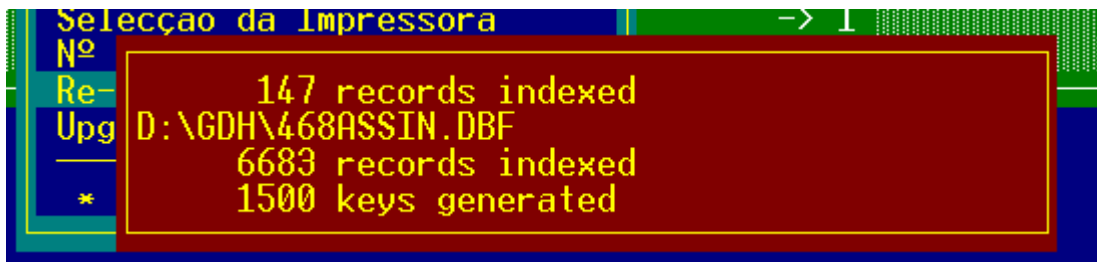 Selecçao da Impressora -> 1
Nº
Re-
147 records indexed
Upg
D:\GDH\468ASSIN.DBF
6683 records indexed
* 1500 keys generated